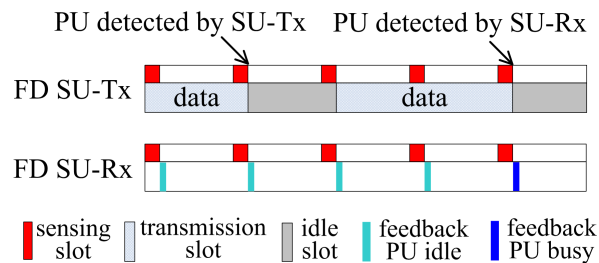 PU detected by SU-Tx PU detected by SU-Rx
FD SU-Tx
data data
FD SU-Rx
sensing slot
transmission slot
idle slot
feedback PU idle
feedback PU busy